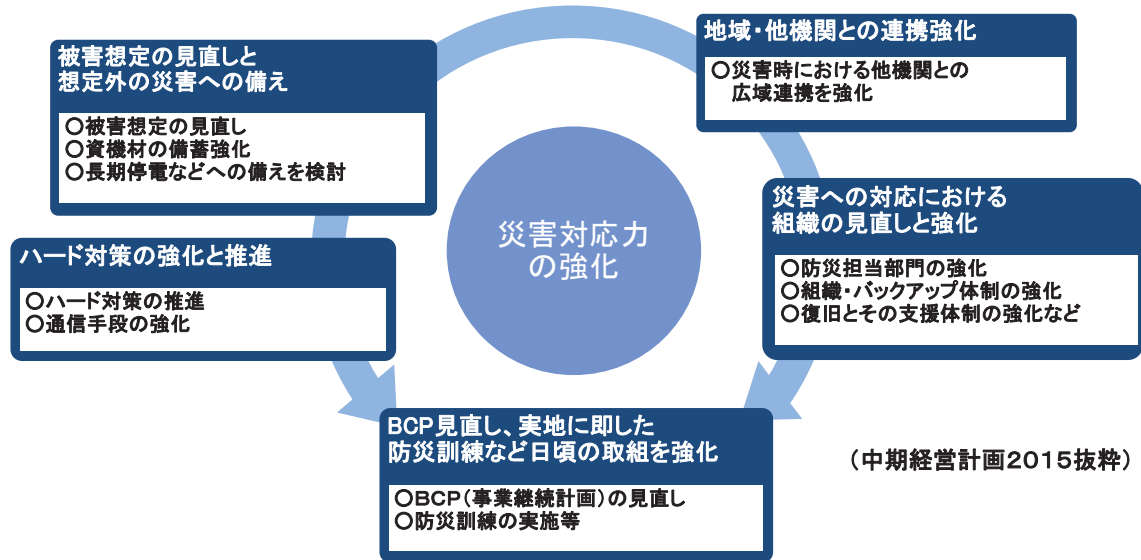 被害想定の見直しと
想定外の災害への備え
○被害想定の見直し
○資機材の備蓄強化
○長期停電などへの備えを検討
地域・他機関との連携強化
○災害時における他機関との
広域連携を強化
災害対応力
の強化
ハード対策の強化と推進
○ハード対策の推進
○通信手段の強化
災害への対応における
組織の見直しと強化
○防災担当部門の強化
○組織・バックアップ体制の強化
○復旧とその支援体制の強化など
BCP見直し、実地に即した
防災訓練など日頃の取組を強化
○BCP(事業継続計画)の見直し
○防災訓練の実施等
(中期経営計画2015抜粋)